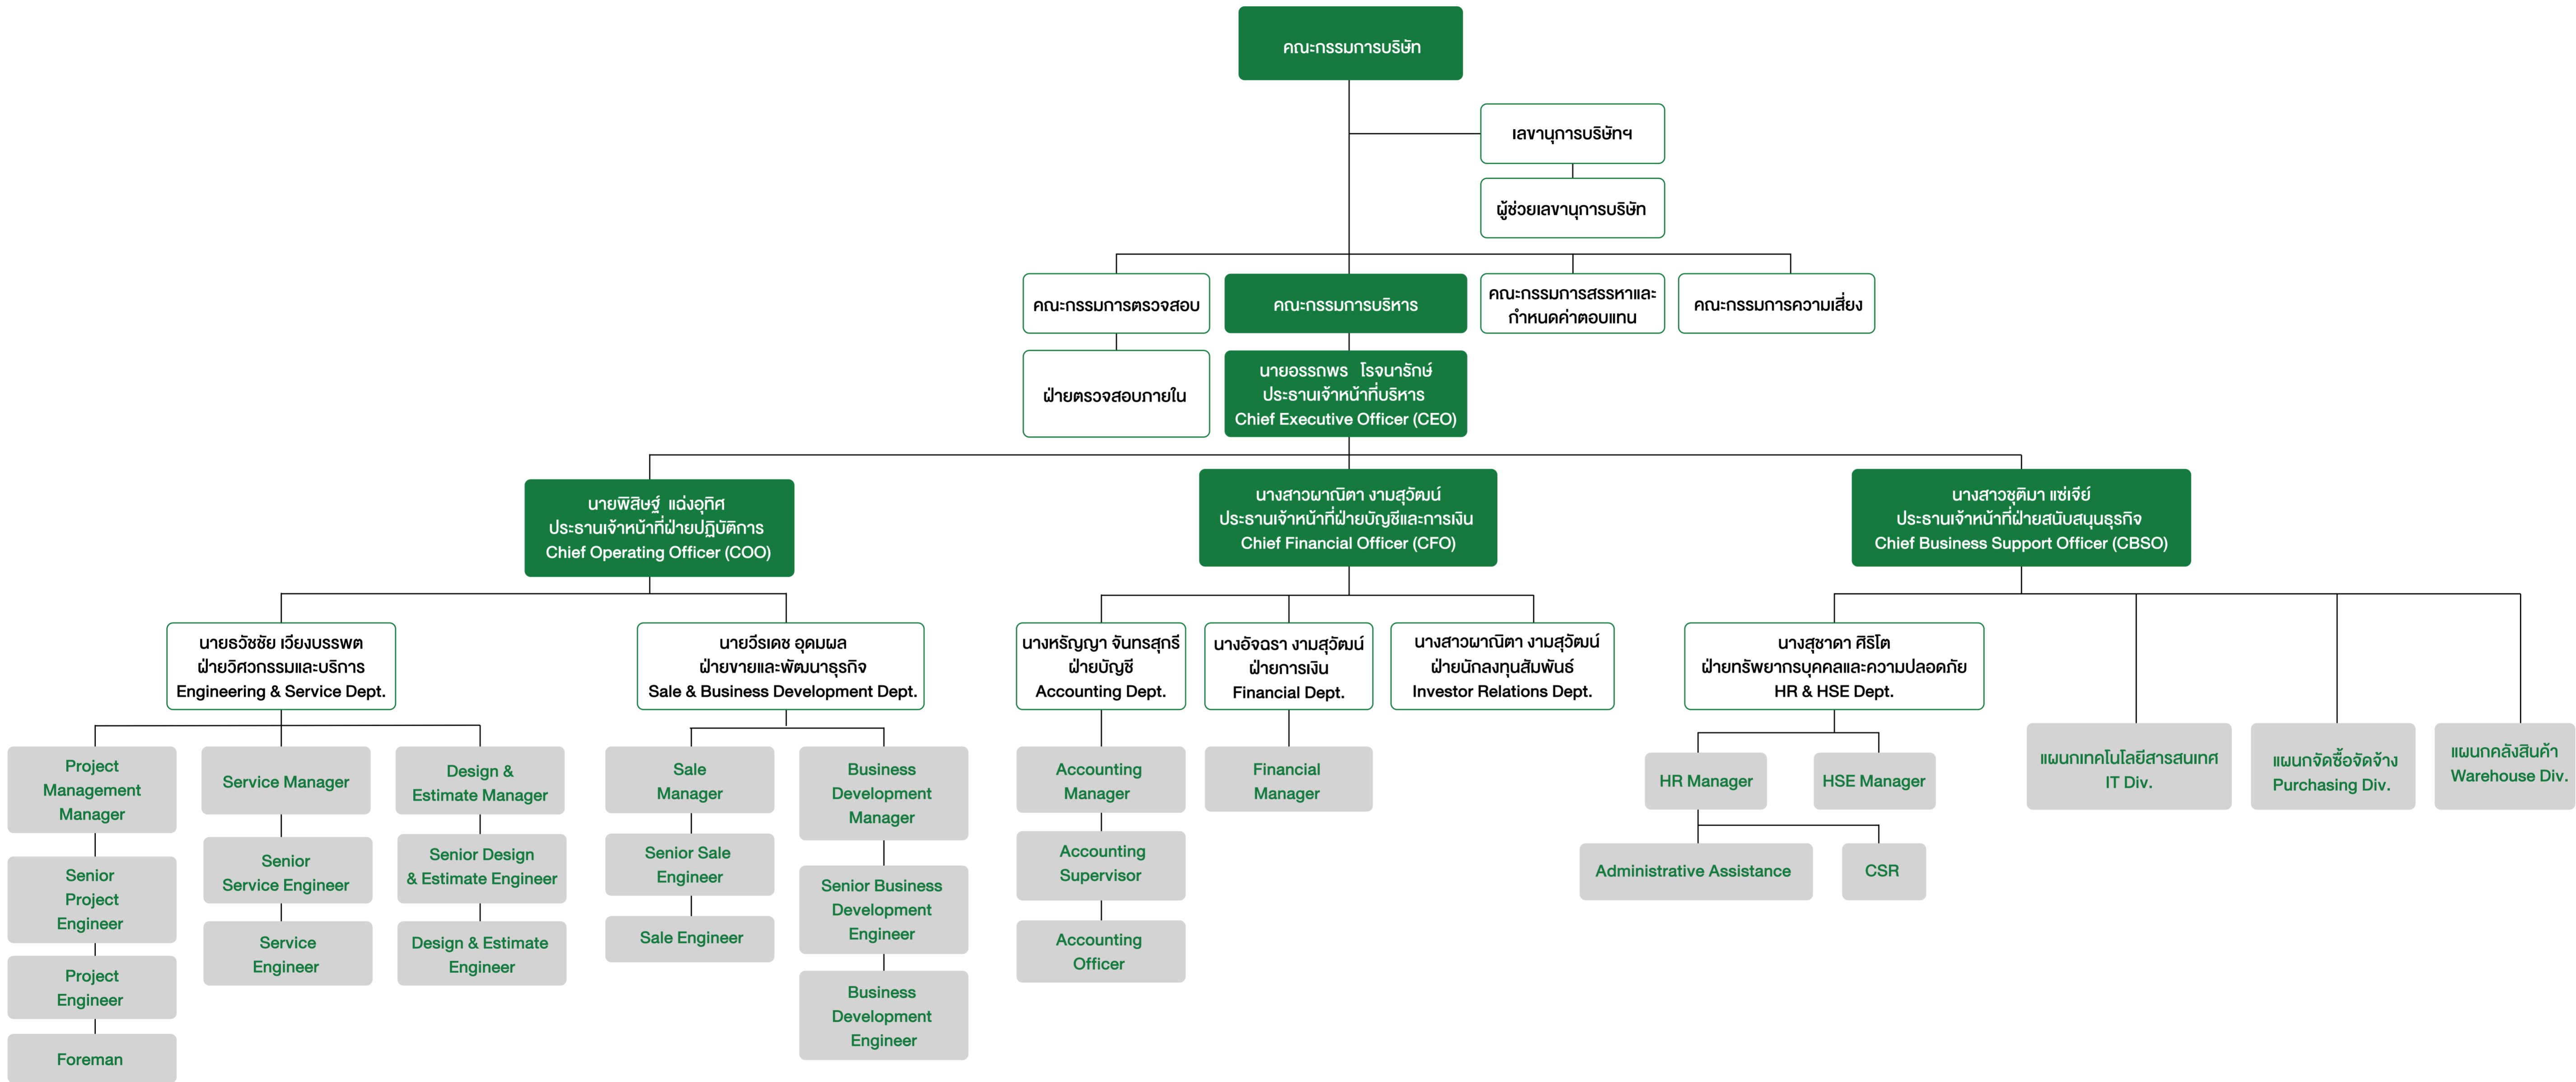 คณะกรรมการบริษัท
เลขานุการบริษัทฯ
ผู้ช่วยเลขานุการบริษัท
คณะกรรมการตรวจสอบ
คณะกรรมการบริหาร
คณะกรรมการสรรหาและ
กำหนดค่าตอบแทน
คณะกรรมการความเสี่ยง
ฝ่ายตรวจสอบภายใน
นายอรรถพร โรจนารักษ์
ประธานเจ้าหน้าที่บริหาร
Chief Executive Officer (CEO)
นายพิสิษฐ์ แฉ่งอุทิศ
ประธานเจ้าหน้าที่ฝ่ายปฏิบัติการ
Chief Operating Officer (COO)
นางสาวผาณิตา งามสุวัฒน์
ประธานเจ้าหน้าที่ฝ่ายบัญชีและการเงิน
Chief Financial Officer (CFO)
นางสาวชุติมา แซ่เจีย์
ประธานเจ้าหน้าที่ฝ่ายสนับสนุนธุรกิจ
Chief Business Support Officer (CBSO)
นายธวัชชัย เวียงบรรพต
ฝ่ายวิศวกรรมและบริการ
Engineering & Service Dept.
นายวีรเดช อุดมผล
ฝ่ายขายและพัฒนาธุรกิจ
Sale & Business Development Dept.
นางหรัญญา จันทรสุกรี
ฝ่ายบัญชี
Accounting Dept.
นางอัจฉรา งามสุวัฒน์
ฝ่ายการเงิน
Financial Dept.
นางสาวผาณิตา งามสุวัฒน์
ฝ่ายนักลงทุนสัมพันธ์
Investor Relations Dept.
นางสุชาดา ศิริโต
ฝ่ายทรัพยากรบุคคลและความปลอดภัย
HR & HSE Dept.
Project
Management
Manager
Senior
Project
Engineer
Project
Engineer
Foreman
Service Manager
Senior
Service Engineer
Service
Engineer
Design &
Estimate Manager
Senior Design
& Estimate Engineer
Design & Estimate
Engineer
Sale
Manager
Senior Sale
Engineer
Sale Engineer
Business
Development
Manager
Senior Business
Development
Engineer
Business
Development
Engineer
Accounting
Manager
Accounting
Supervisor
Accounting
Officer
Financial
Manager
HR Manager
HSE Manager
Administrative Assistance
CSR
แผนกเทคโนโลยีสารสนเทศ
IT Div.
แผนกจัดซื้อจัดจ้าง
Purchasing Div.
แผนกคลังสินค้า
Warehouse Div.